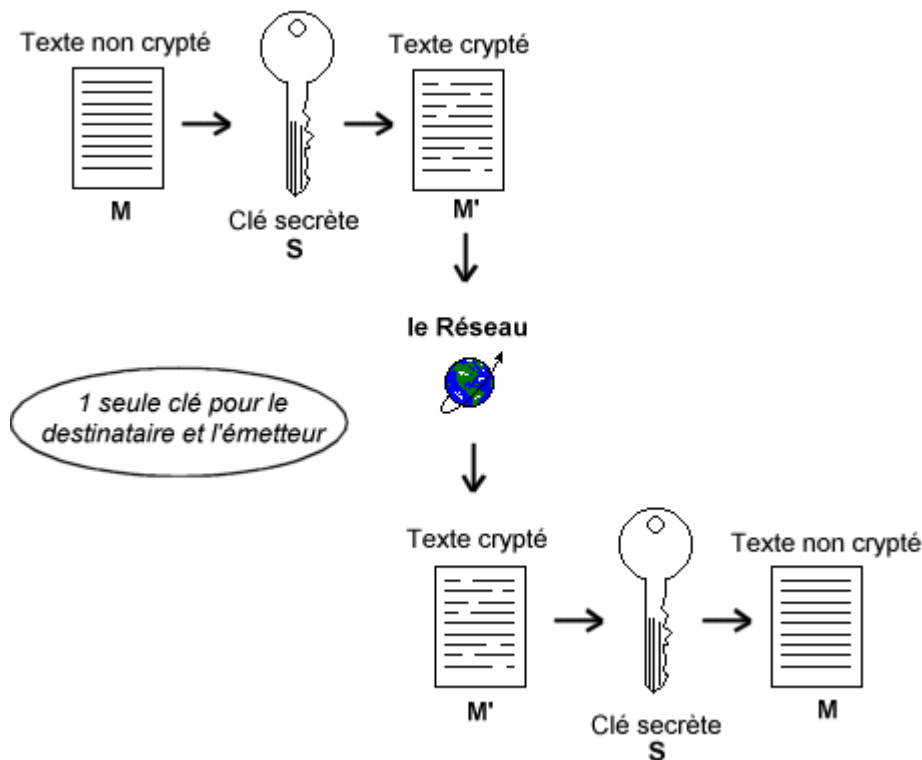 Texte non crypté
Texte crypté
M
Clé secrète
S
M'
le Réseau
1 seule clé pour le
destinataire et l'émetteur
Texte crypté
Texte non crypté
M'
Clé secrète
S
M